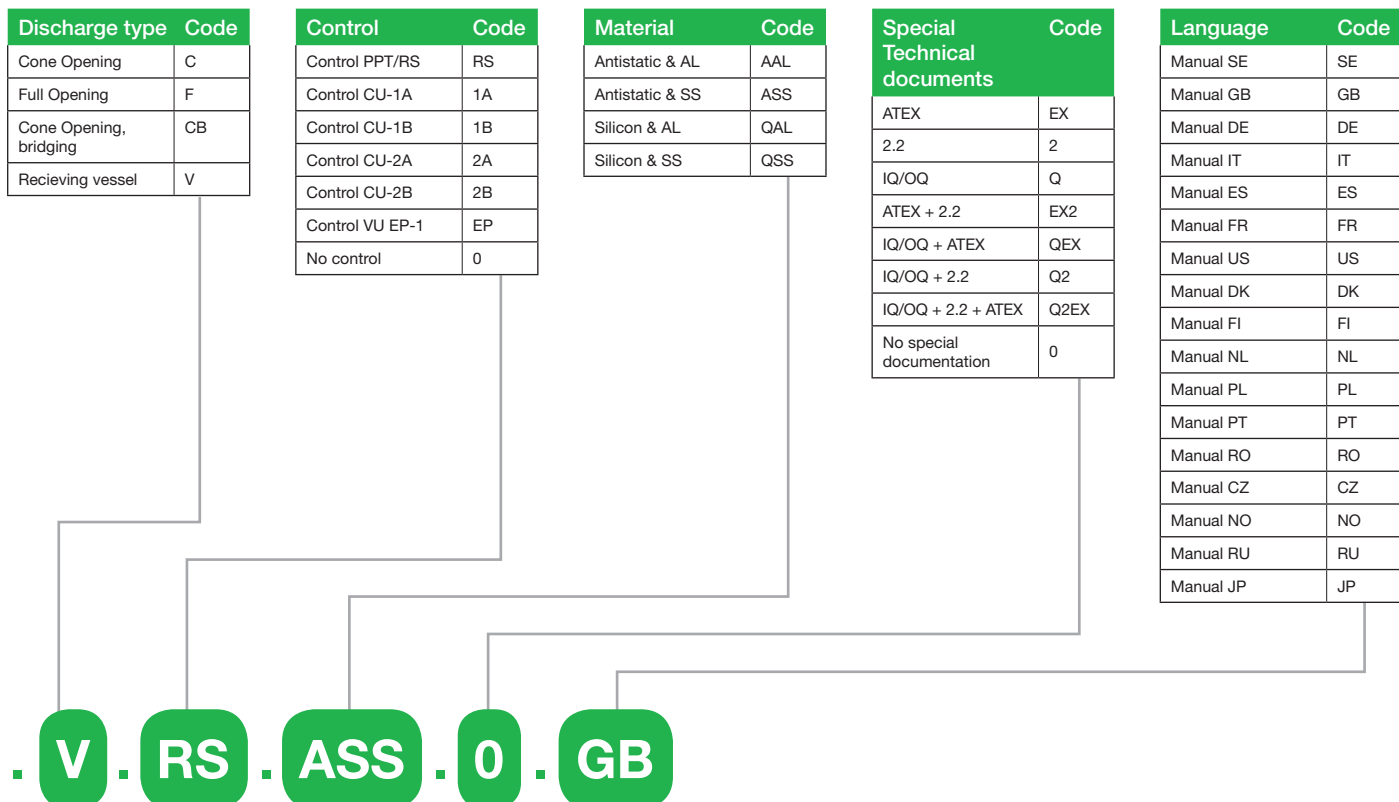 Discharge type Code
Cone Opening C
Full Opening F
Cone Opening, CB
bridging
Recieving vessel V
Control Code
Control PPT/RS RS
Control CU-1A 1A
Control CU-1B 1B
Control CU-2A 2A
Control CU-2B 2B
Control VU EP-1 EP
No control 0
Material Code
Antistatic & AL AAL
Antistatic & SS ASS
Silicon & AL QAL
Silicon & SS QSS
Special Code
Technical
documents
ATEX EX
2.2 2
IQ/OQ Q
ATEX + 2.2 EX2
IQ/OQ + ATEX QEX
IQ/OQ + 2.2 Q2
IQ/OQ + 2.2 + ATEX Q2EX
No special
documentation 0
Language Code
Manual SE SE
Manual GB GB
Manual DE DE
Manual IT IT
Manual ES ES
Manual FR FR
Manual US US
Manual DK DK
Manual FI FI
Manual NL NL
Manual PL PL
Manual PT PT
Manual RO RO
Manual CZ CZ
Manual NO NO
Manual RU RU
Manual JP JP
. V . RS . ASS . 0 . GB